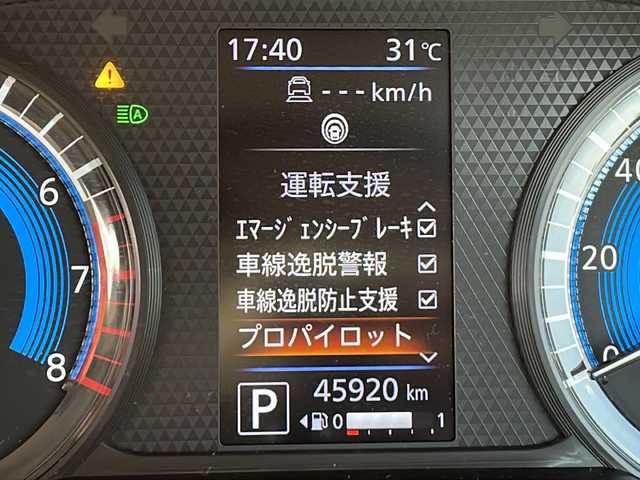 17:40 31℃
--- km/h
運転支援
ｴﾏｰｼﾞｪﾝｼｰﾌﾞﾚｰｷ
車線逸脱警報
車線逸脱防止支援
プロパイロット
P 45920 km
0 1
A
6
7
8
40
20
0